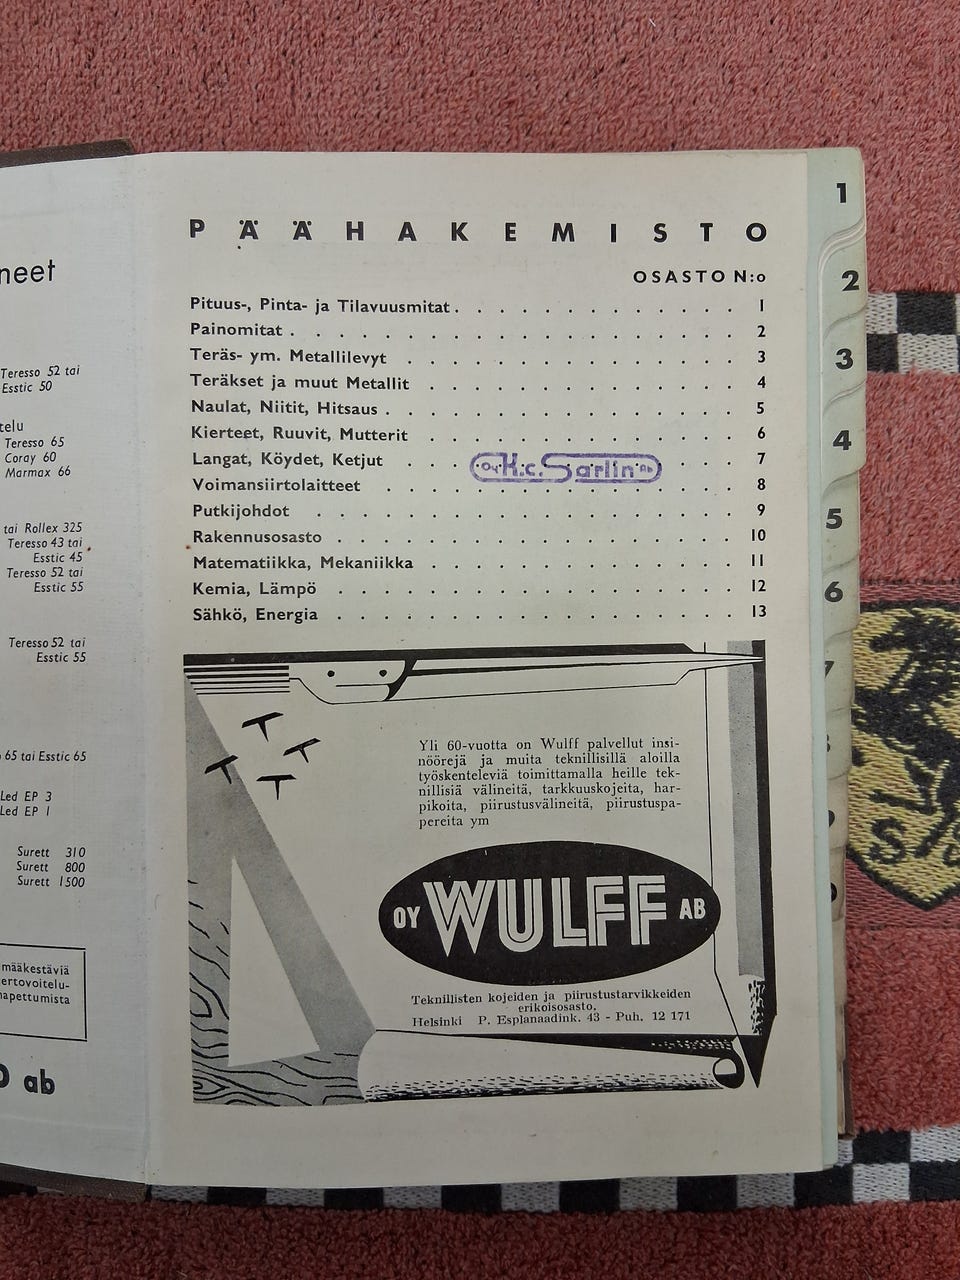 neet
Teresso 52 tai
Esstic 50
telu
Teresso 65
Coray 60
Marmax 66
tai Rollex 325
Teresso 43 tai
Esstic 45
Teresso 52 tai
Esstic 55
Teresso 52 tai
Esstic 55
65 tai Esstic 65
Led EP 3
Led EP 1
Surett 310
Surett 800
Surett 1500
määkestäviä
ertovoitelu-
hapettumista
O ab
PÄÄHAKEMISTO
OSASTO N:o
Pituus-, Pinta- ja Tilavuusmitat . . . . . . . . . . . . 1
Painomitat . . . . . . . . . . . . . . . . . . 2
Teräs- ym. Metallilevyt . . . . . . . . . . . . . 3
Teräkset ja muut Metallit . . . . . . . . . . . . 4
Naulat, Niitit, Hitsaus . . . . . . . . . . . . . . 5
Kierteet, Ruuvit, Mutterit . . . . . . . . . . . . 6
Langat, Köydet, Ketjut . . . . . . . . . . . . . 7
Oy K.c. Sarlin Ab
Voimansiirtolaitteet . . . . . . . . . . . . . . 8
Putkijohdot . . . . . . . . . . . . . . . . . 9
Rakennusosasto . . . . . . . . . . . . . . . . 10
Matematiikka, Mekaniikka . . . . . . . . . . . . 11
Kemia, Lämpö . . . . . . . . . . . . . . . . 12
Sähkö, Energia . . . . . . . . . . . . . . . . 13
Yli 60-vuotta on Wulff palvellut insi-
nöörejä ja muita teknillisillä aloilla
työskenteleviä toimittamalla heille tek-
nillisiä välineitä, tarkkuuskojeita, har-
pikoita, piirustusvälineitä, piirustuspa-
pereita ym
OY WULFF AB
Teknillisten kojeiden ja piirustustarvikkeiden
erikoisosasto.
Helsinki P. Esplanaadink. 43 - Puh. 12 171
1
2
3
4
5
6
7